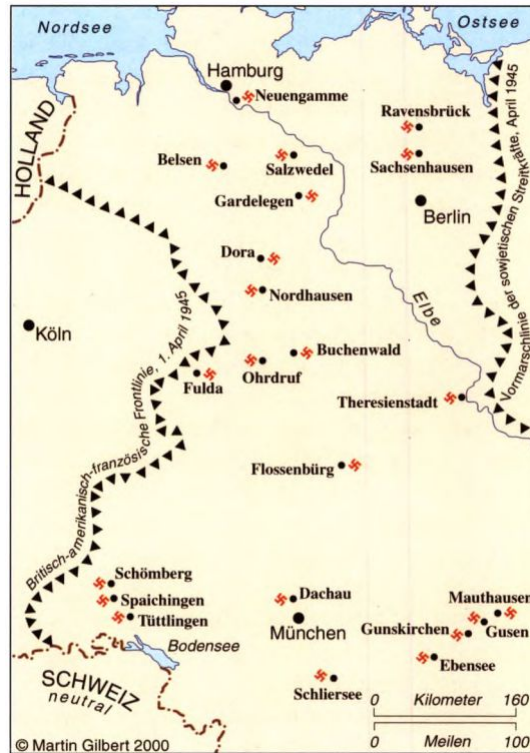 Nordsee
Ostsee
Hamburg
Neuengamme
Ravensbrück
HOLLAND
Belsen
Salzwedel
Sachsenhausen
Gardelegen
Berlin
Vormarschlinie der sowjetischen Streitkräfte, April 1945
Dora
Nordhausen
Elbe
Köln
Buchenwald
Ohrdruf
Fulda
Theresienstadt
Britisch-amerikanisch-französische Frontlinie, 1. April 1945
Flossenbürg
Schömberg
Spaichingen
Tüttlingen
Dachau
Mauthausen
München
Gunskirchen
Gusen
Bodensee
Ebensee
SCHWEIZ
neutral
Schliersee
0 Kilometer 160
0 Meilen 100
© Martin Gilbert 2000